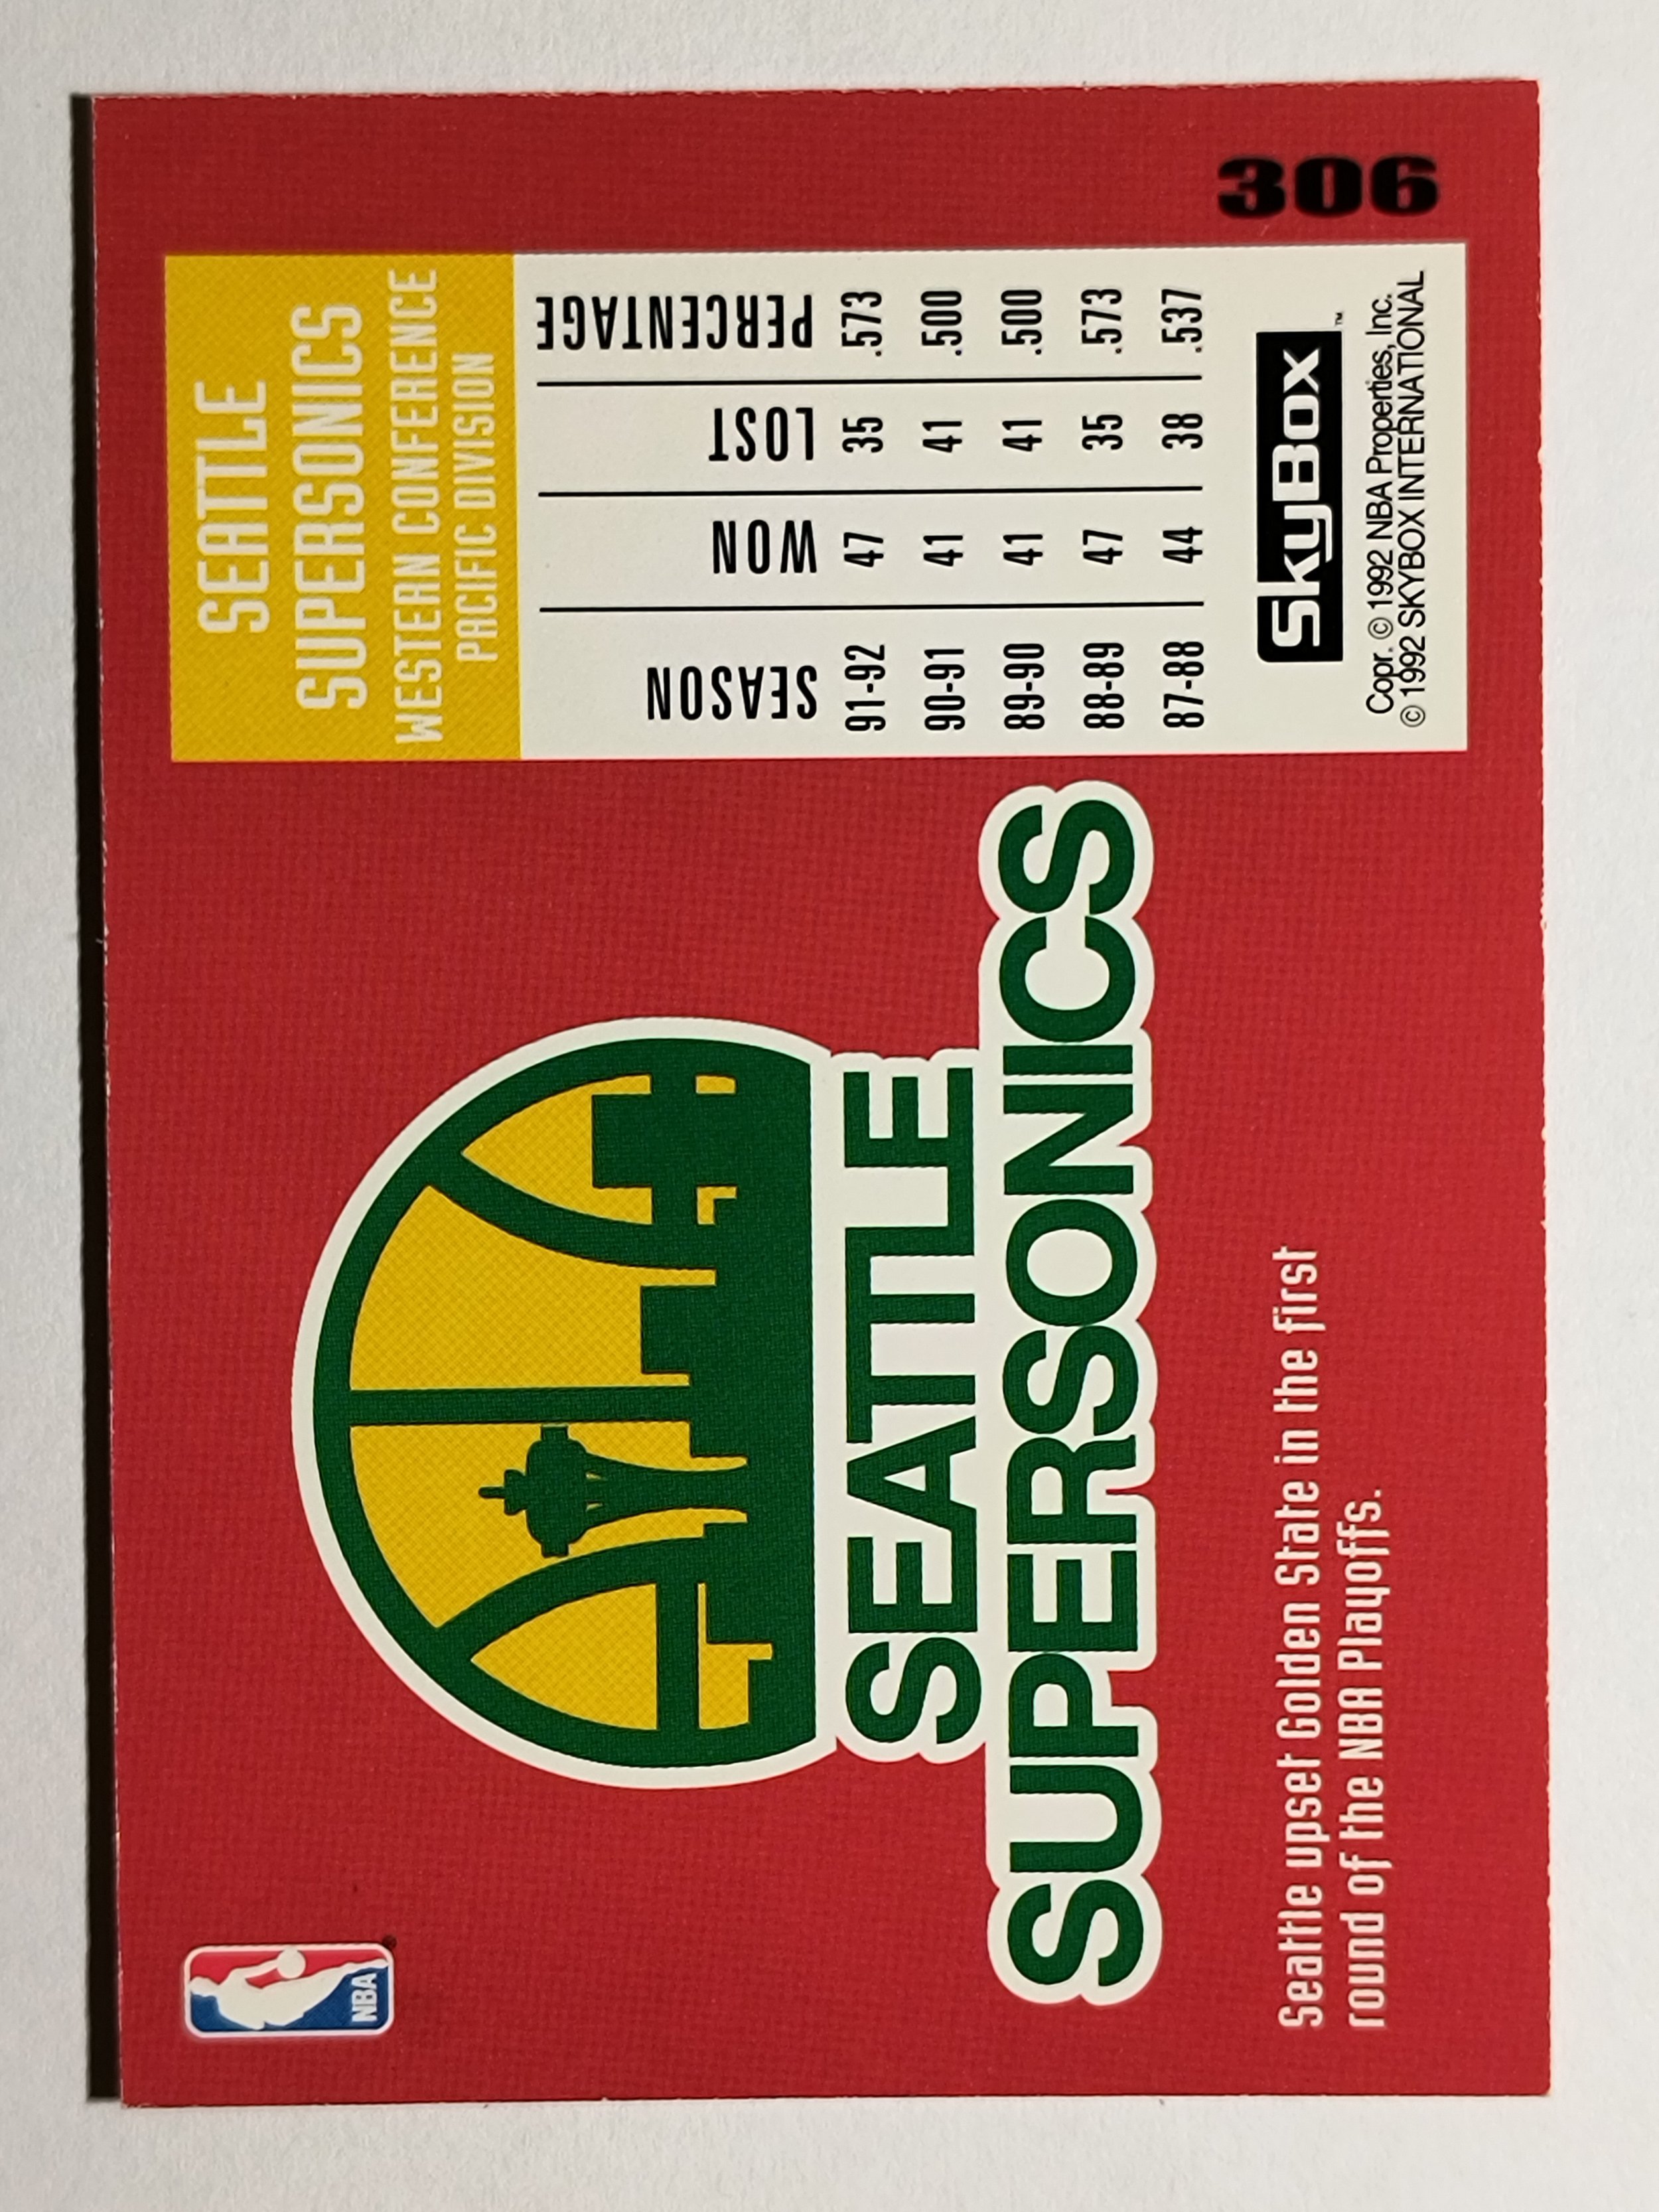 NBA
SEATTLE
SUPERSONICS
Seattle upset Golden State in the first
round of the NBA Playoffs.
SEATTLE
SUPERSONICS
WESTERN CONFERENCE
PACIFIC DIVISION
SEASON WON LOST PERCENTAGE
91-92 47 35 .573
90-91 41 41 .500
89-90 41 41 .500
88-89 47 35 .573
87-88 44 38 .537
SkyBox™
Copr. © 1992 NBA Properties, Inc.
© 1992 SKYBOX INTERNATIONAL
306